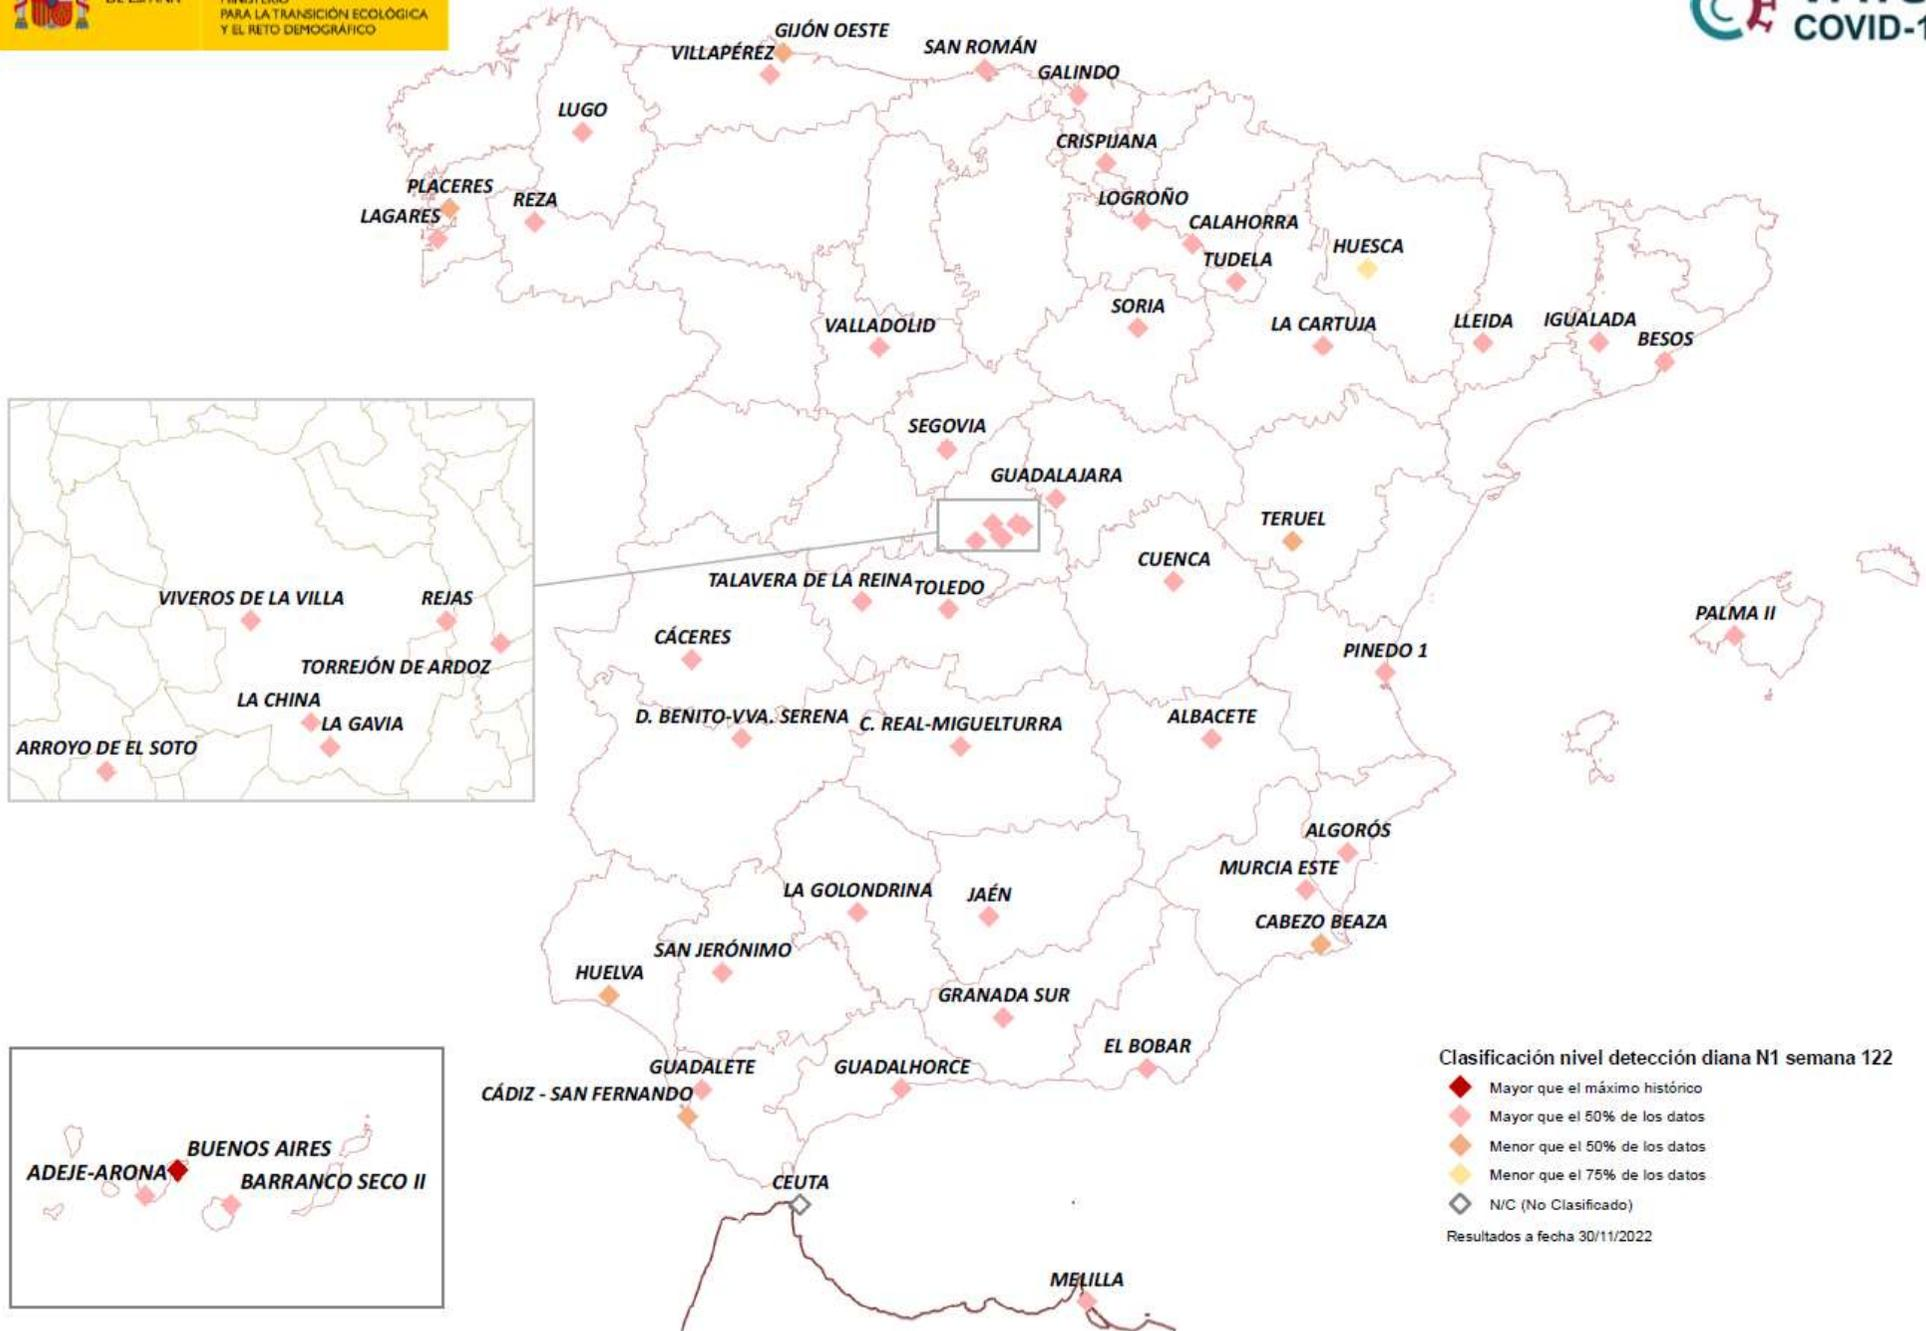 PARA LA TRANSICIÓN ECOLÓGICA
Y EL RETO DEMOGRÁFICO
COVID-1
GIJÓN OESTE
VILLAPÉREZ
SAN ROMÁN
GALINDO
LUGO
CRISPIJANA
PLACERES
REZA
LAGARES
LOGROÑO
CALAHORRA
HUESCA
TUDELA
SORIA
VALLADOLID
LA CARTUJA
LLEIDA
IGUALADA
BESOS
SEGOVIA
GUADALAJARA
TERUEL
CUENCA
TALAVERA DE LA REINA
TOLEDO
VIVEROS DE LA VILLA
REJAS
TORREJÓN DE ARDOZ
LA CHINA
LA GAVIA
ARROYO DE EL SOTO
PALMA II
CÁCERES
PINEDO 1
D. BENITO-VVA. SERENA
C. REAL-MIGUELTURRA
ALBACETE
ALGORÓS
MURCIA ESTE
LA GOLONDRINA
JAÉN
CABEZO BEAZA
SAN JERÓNIMO
HUELVA
GRANADA SUR
EL BOBAR
GUADALETE
GUADALHORCE
CÁDIZ - SAN FERNANDO
BUENOS AIRES
ADEJE-ARONA
BARRANCO SECO II
CEUTA
MELILLA
Clasificación nivel detección diana N1 semana 122
Mayor que el máximo histórico
Mayor que el 50% de los datos
Menor que el 50% de los datos
Menor que el 75% de los datos
N/C (No Clasificado)
Resultados a fecha 30/11/2022